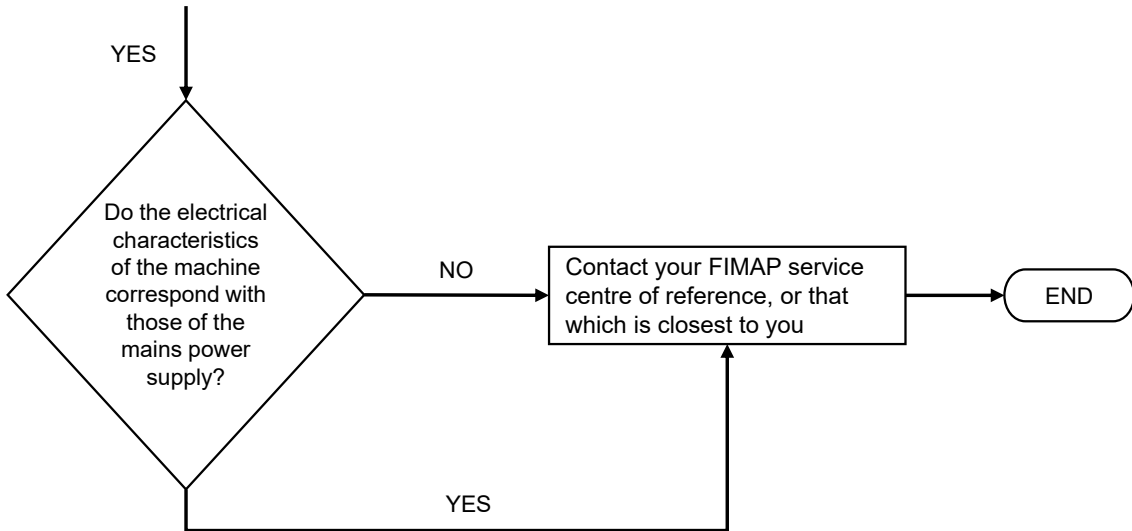 YES
Do the electrical
characteristics
of the machine
correspond with
those of the
mains power
supply?
NO
Contact your FIMAP service
centre of reference, or that
which is closest to you
END
YES